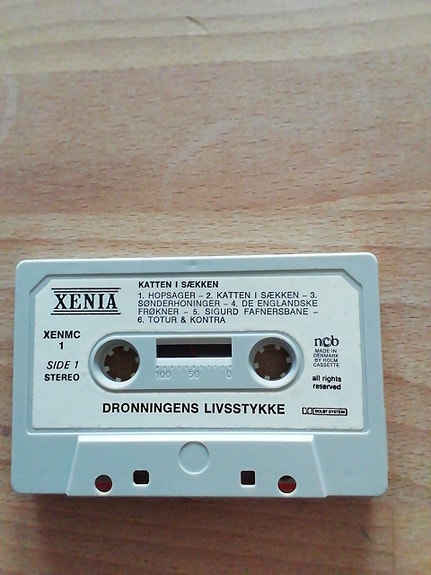 KATTEN I SÆKKEN
XENIA
1. HOPSAGER – 2. KATTEN I SÆKKEN – 3.
SØNDERHONINGER – 4. DE ENGLANDSKE
FRØKNER – 5. SIGURD FAFNERSBANE –
6. TOTUR & KONTRA
XENMC
1
SIDE 1
STEREO
100 50 0
ncb
MADE IN
DENMARK
BY HOLM
CASSETTE
all rights
reserved
DRONNINGENS LIVSSTYKKE
DOLBY SYSTEM